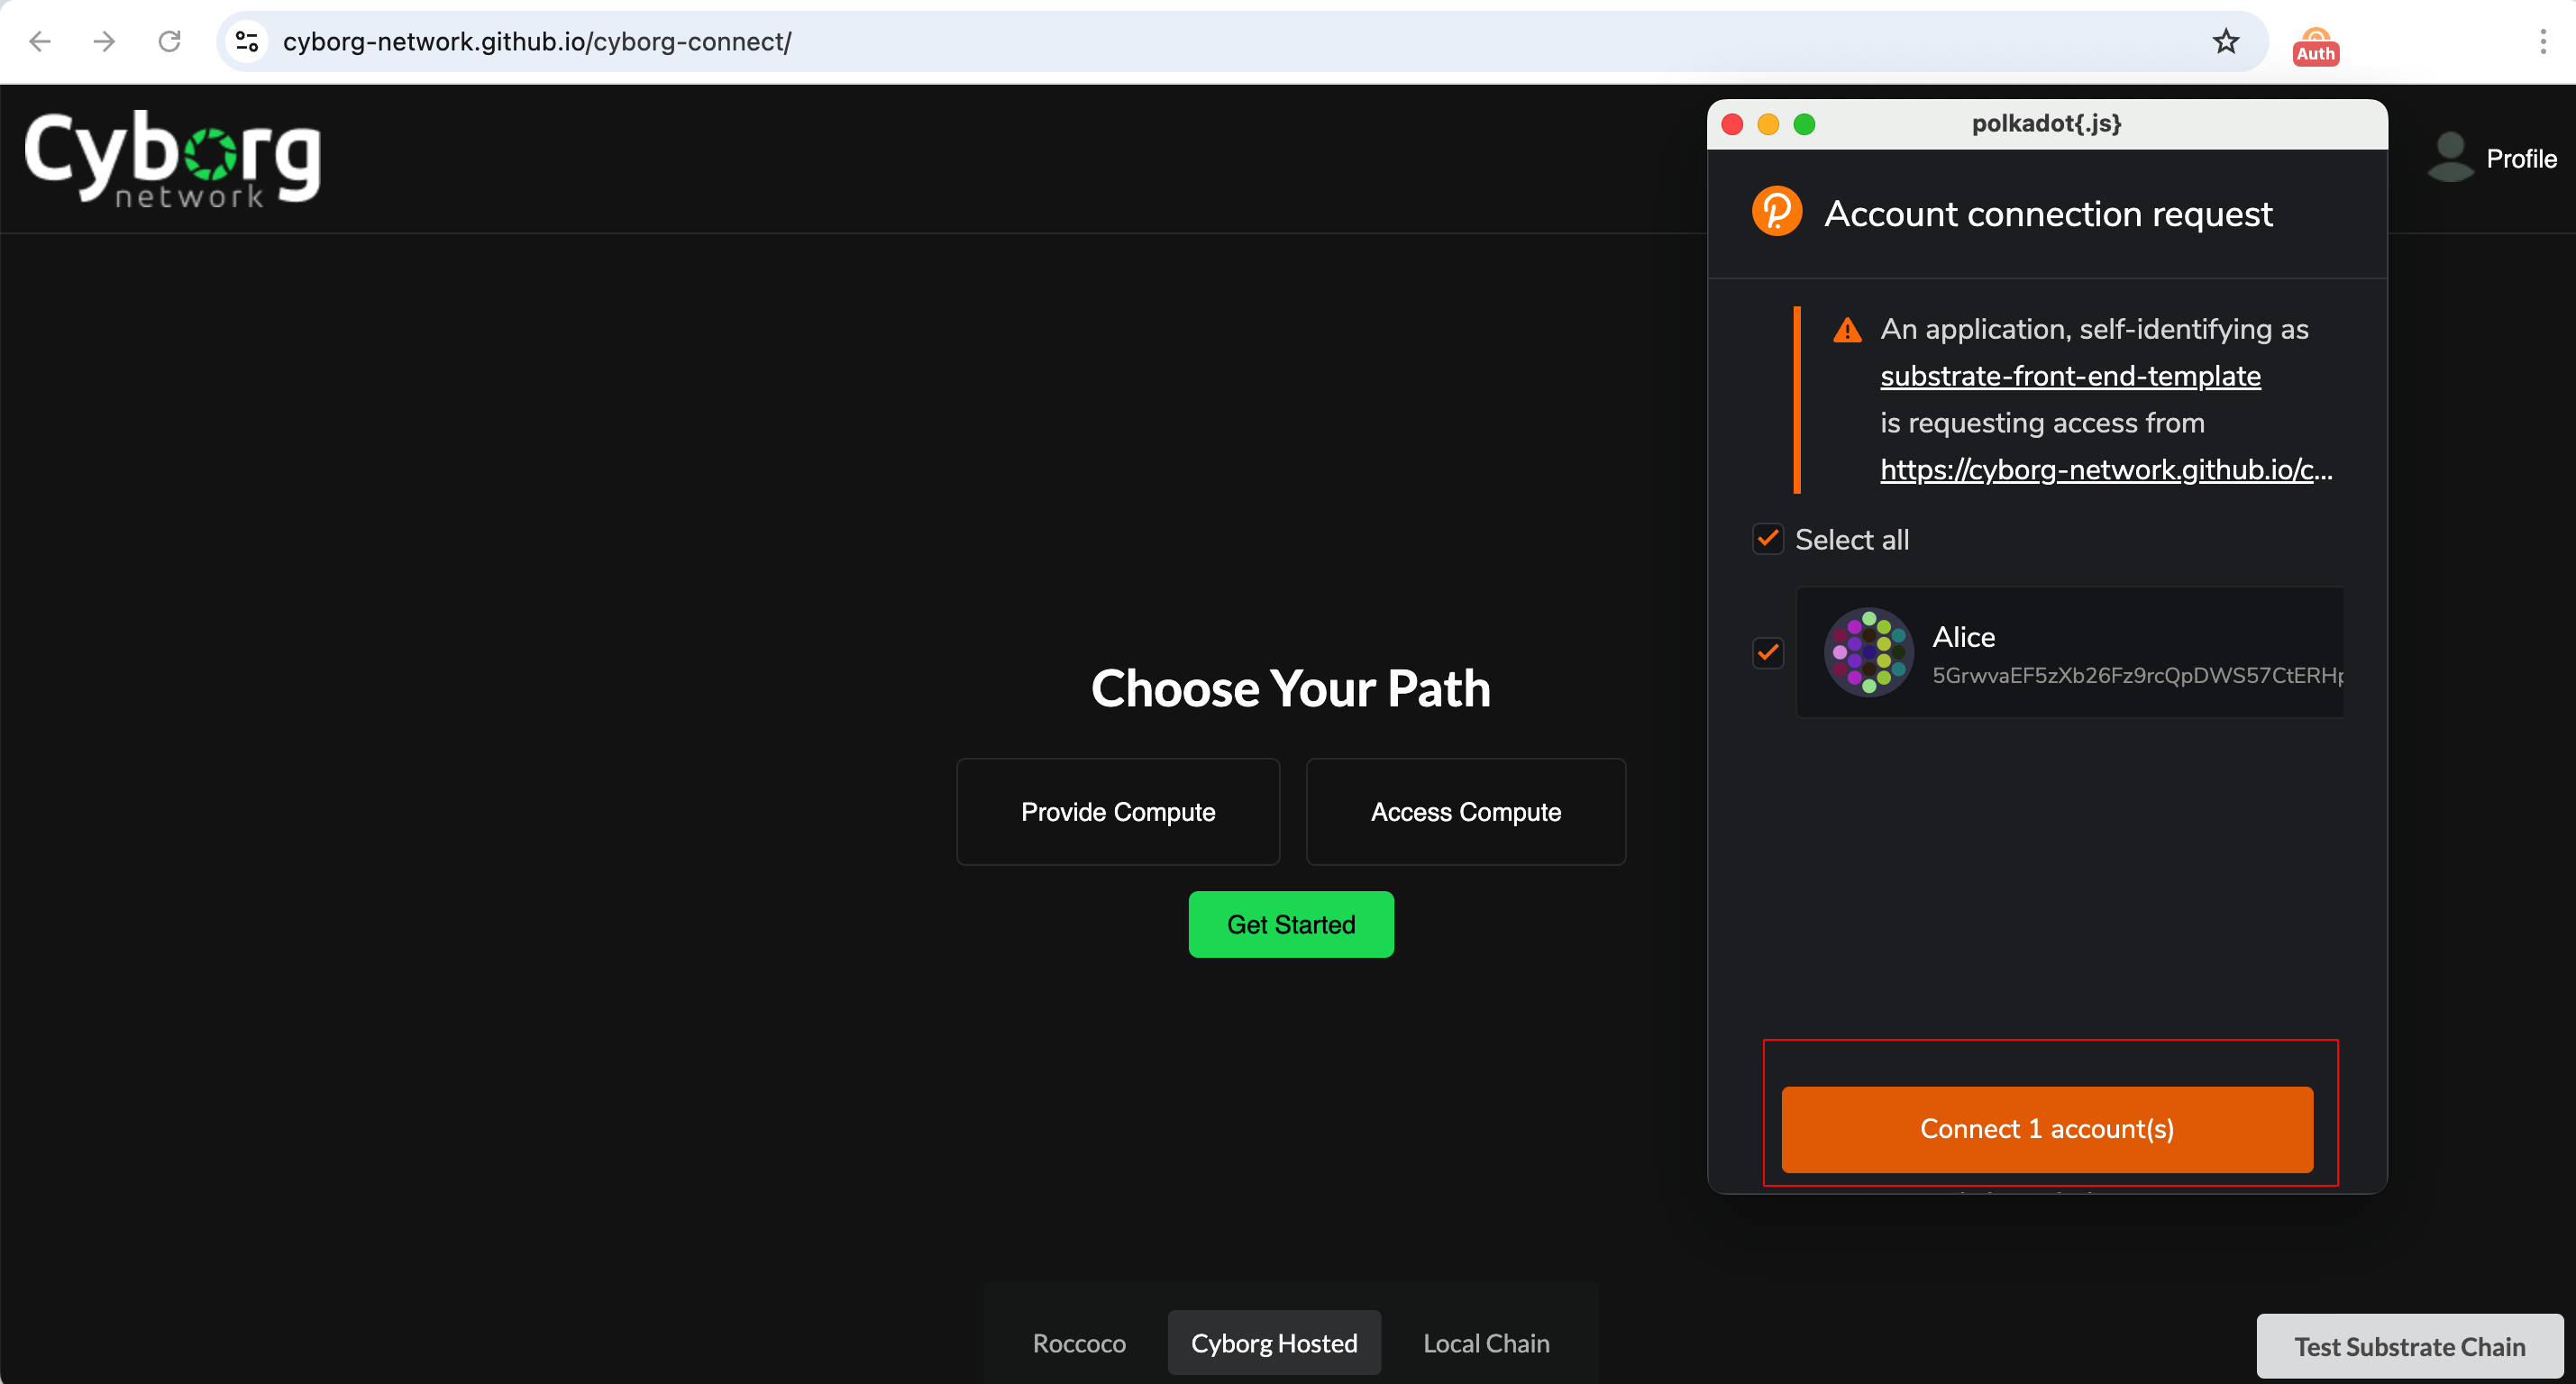 cyborg-network.github.io/cyborg-connect/
Auth
Cyborg
network
Profile
polkadot{.js}
Account connection request
An application, self-identifying as
substrate-front-end-template
is requesting access from
https://cyborg-network.github.io/c...
Select all
Alice
5GrwvaEF5zXb26Fz9rcQpDWS57CtERHp
Choose Your Path
Provide Compute
Access Compute
Get Started
Connect 1 account(s)
Roccoco
Cyborg Hosted
Local Chain
Test Substrate Chain